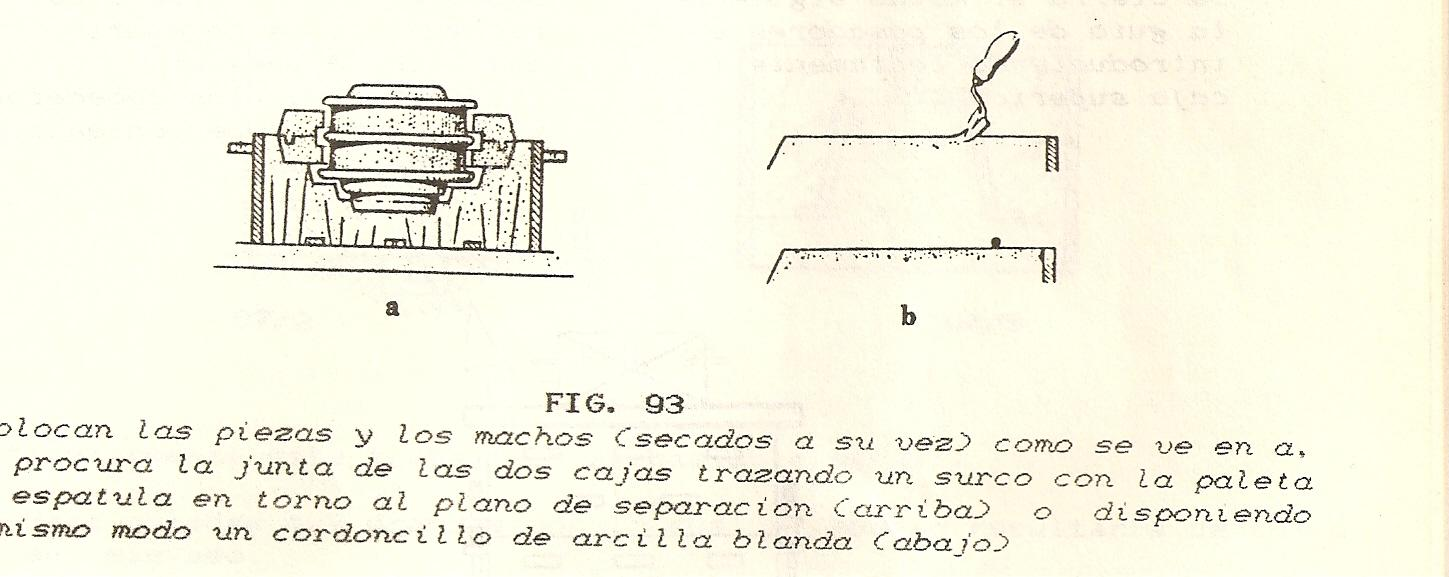 a
b
FIG. 93
olocan las piezas y los machos (secados a su vez) como se ve en a,
procura la junta de las dos cajas trazando un surco con la paleta
espatula en torno al plano de separacion (arriba) o disponiendo
mismo modo un cordoncillo de arcilla blanda (abajo)